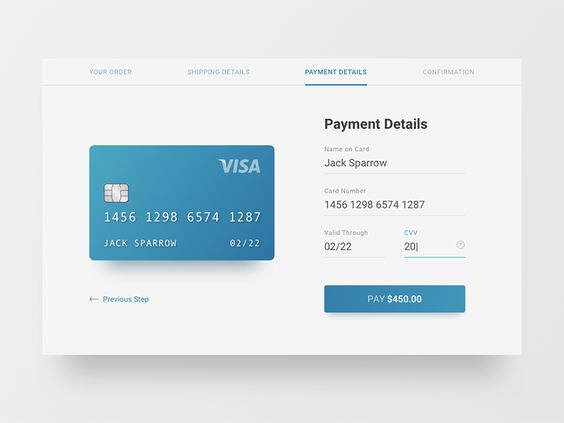 YOUR ORDER SHIPPING DETAILS PAYMENT DETAILS CONFIRMATION
VISA
1456 1298 6574 1287
JACK SPARROW 02/22
Previous Step
Payment Details
Name on Card
Jack Sparrow
Card Number
1456 1298 6574 1287
Valid Through CVV
02/22 20 ?
PAY $450.00